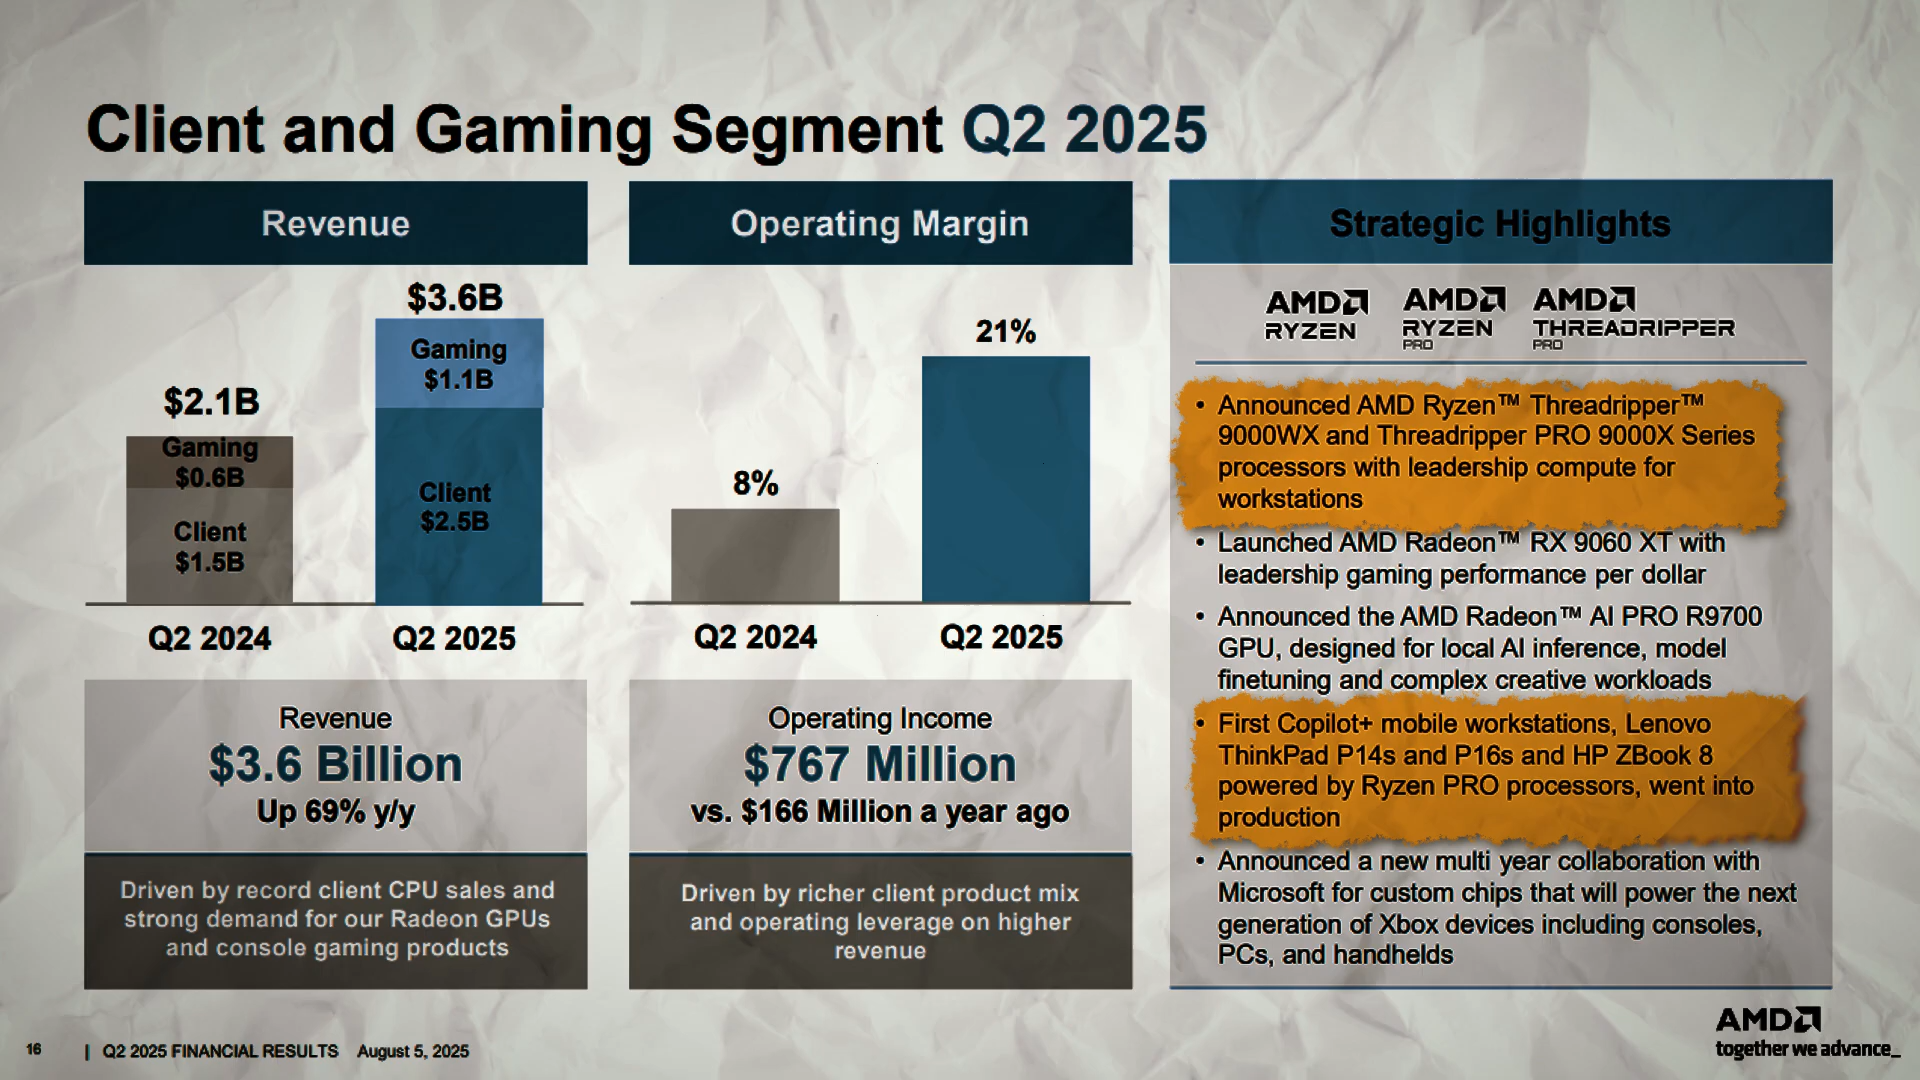 Client and Gaming Segment Q2 2025
Revenue
$2.1B
Gaming
$0.6B
Client
$1.5B
$3.6B
Gaming
$1.1B
Client
$2.5B
Q2 2024
Q2 2025
Revenue
$3.6 Billion
Up 69% y/y
Driven by record client CPU sales and
strong demand for our Radeon GPUs
and console gaming products
Operating Margin
8%
21%
Q2 2024
Q2 2025
Operating Income
$767 Million
vs. $166 Million a year ago
Driven by richer client product mix
and operating leverage on higher
revenue
Strategic Highlights
AMD
RYZEN
AMD
RYZEN
PRO
AMD
THREADRIPPER
PRO
• Announced AMD Ryzen™ Threadripper™
9000WX and Threadripper PRO 9000X Series
processors with leadership compute for
workstations
• Launched AMD Radeon™ RX 9060 XT with
leadership gaming performance per dollar
• Announced the AMD Radeon™ AI PRO R9700
GPU, designed for local AI inference, model
finetuning and complex creative workloads
• First Copilot+ mobile workstations, Lenovo
ThinkPad P14s and P16s and HP ZBook 8
powered by Ryzen PRO processors, went into
production
• Announced a new multi year collaboration with
Microsoft for custom chips that will power the next
generation of Xbox devices including consoles,
PCs, and handhelds
16 | Q2 2025 FINANCIAL RESULTS August 5, 2025
AMD
together we advance_